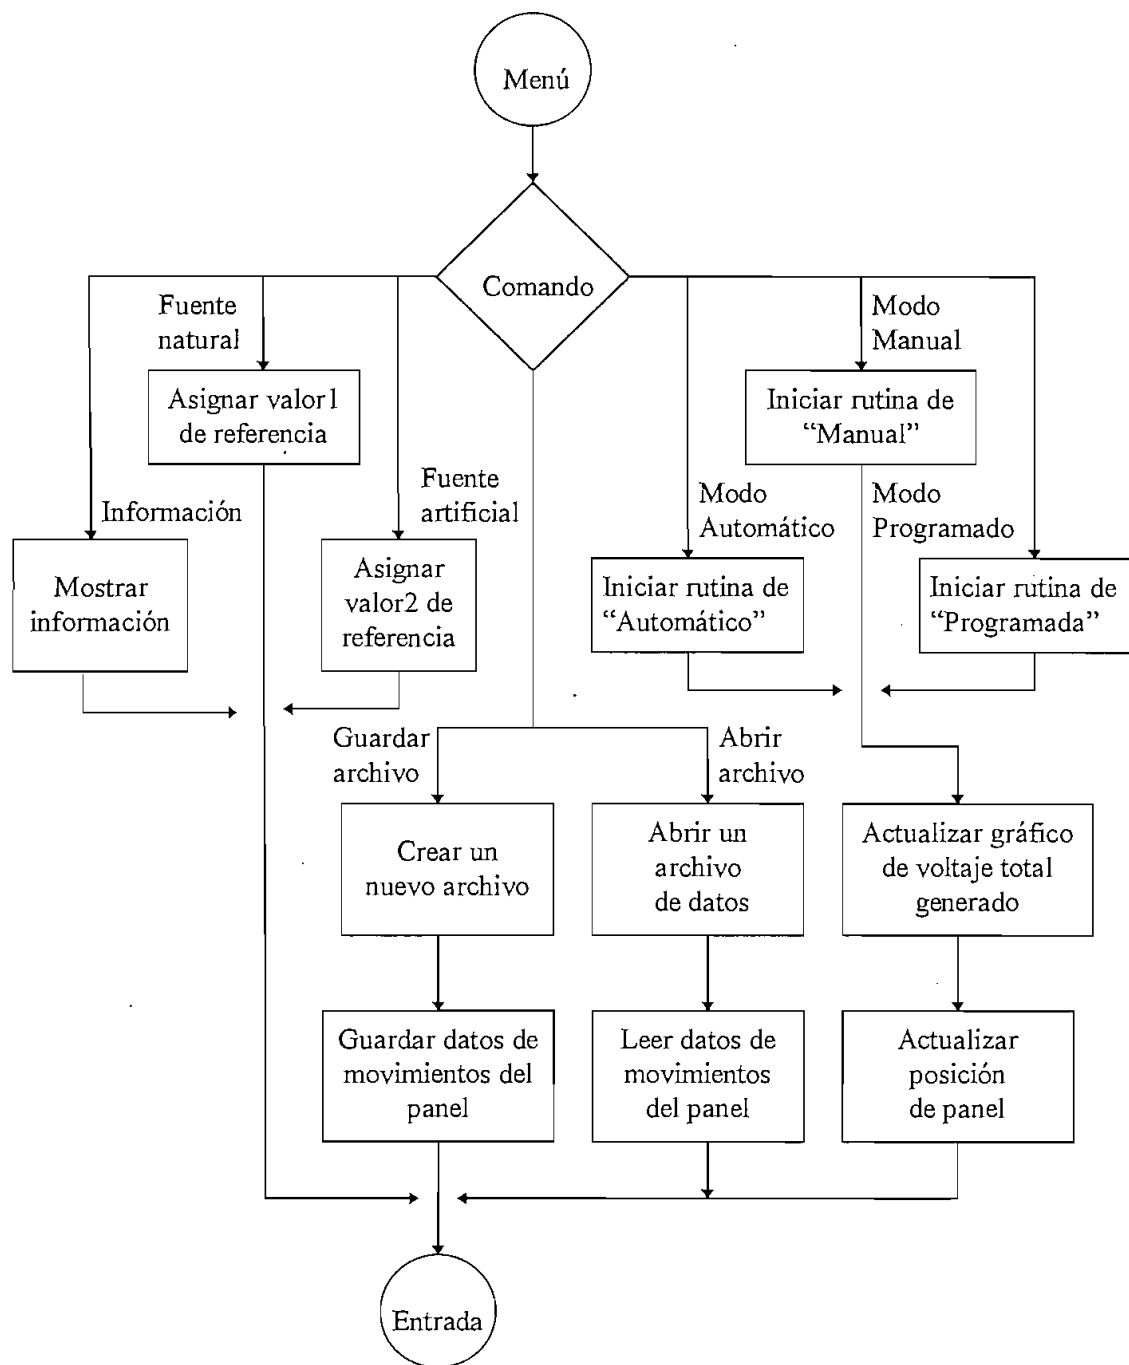 Menú
Comando
Fuente
natural
Modo
Manual
Asignar valor1
de referencia
Iniciar rutina de
“Manual”
Información
Fuente
artificial
Modo
Automático
Modo
Programado
Mostrar
información
Asignar
valor2 de
referencia
Iniciar rutina de
“Automático”
Iniciar rutina de
“Programada”
Guardar
archivo
Abrir
archivo
Crear un
nuevo archivo
Abrir un
archivo
de datos
Actualizar gráfico
de voltaje total
generado
Guardar datos de
movimientos del
panel
Leer datos de
movimientos
del panel
Actualizar
posición
de panel
Entrada